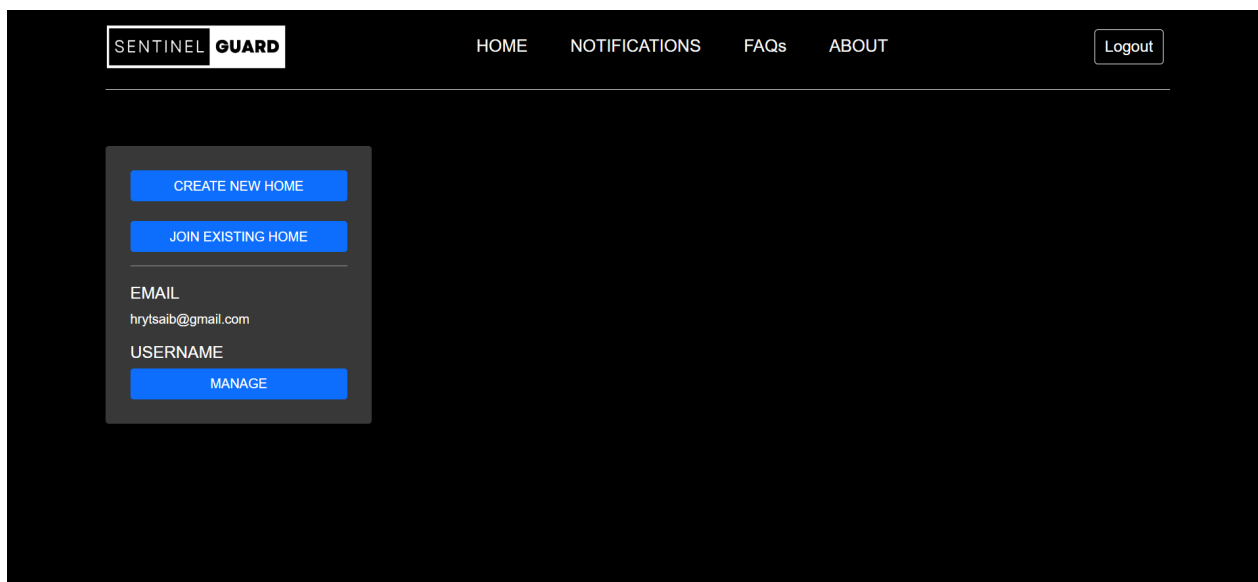 SENTINEL GUARD HOME NOTIFICATIONS FAQs ABOUT Logout
CREATE NEW HOME
JOIN EXISTING HOME
EMAIL
hrytsaib@gmail.com
USERNAME
MANAGE